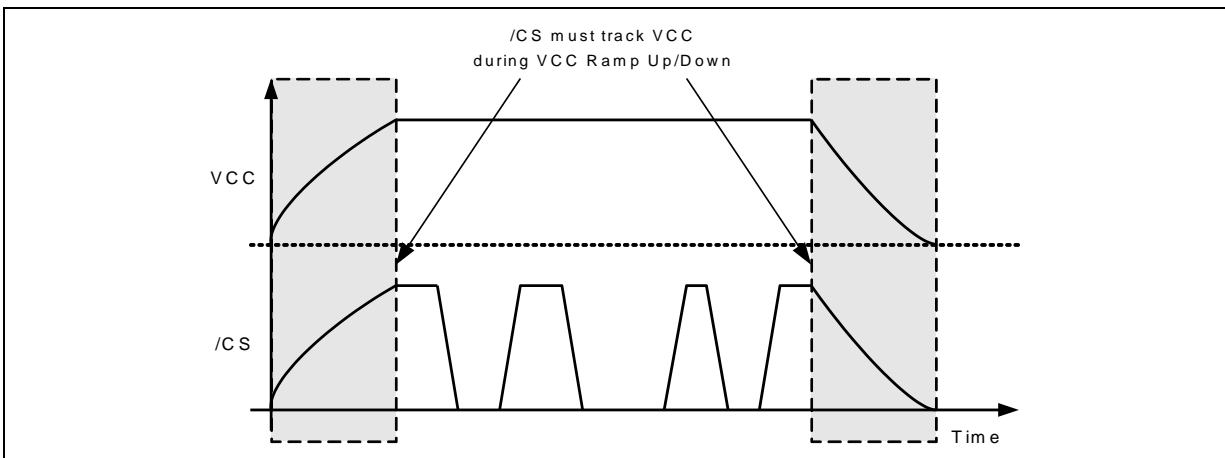 /CS must track VCC
during VCC Ramp Up/Down
VCC
/CS
Time